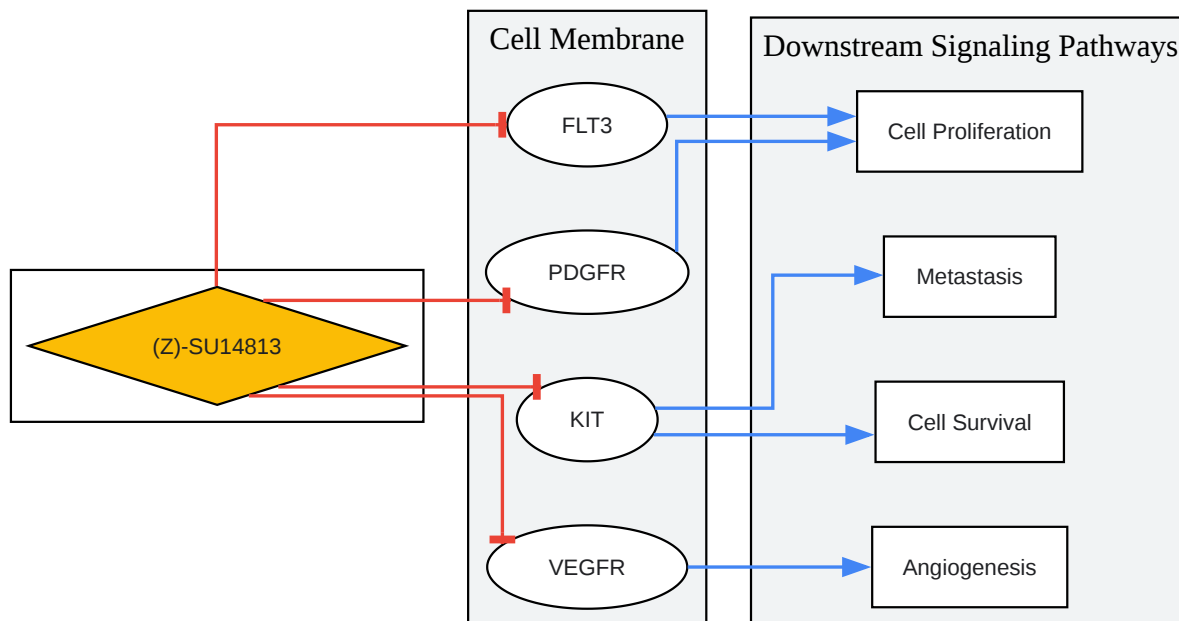 Cell Membrane
Downstream Signaling Pathways
FLT3
Cell Proliferation
PDGFR
Metastasis
(Z)-SU14813
KIT
Cell Survival
VEGFR
Angiogenesis